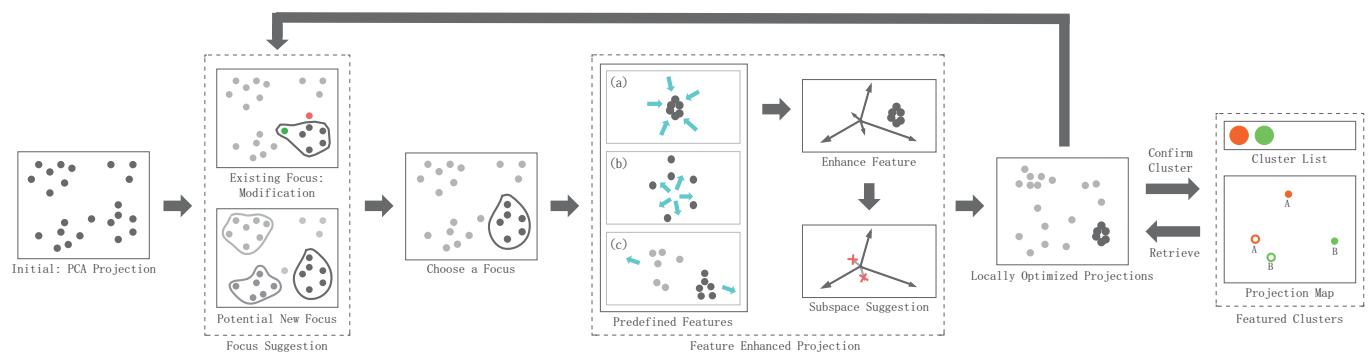 Initial: PCA Projection
Existing Focus:
Modification
Potential New Focus
Focus Suggestion
Choose a Focus
(a)
(b)
(c)
Predefined Features
Enhance Feature
Subspace Suggestion
Feature Enhanced Projection
Locally Optimized Projections
Confirm
Cluster
Retrieve
Cluster List
A
A
B
B
Projection Map
Featured Clusters